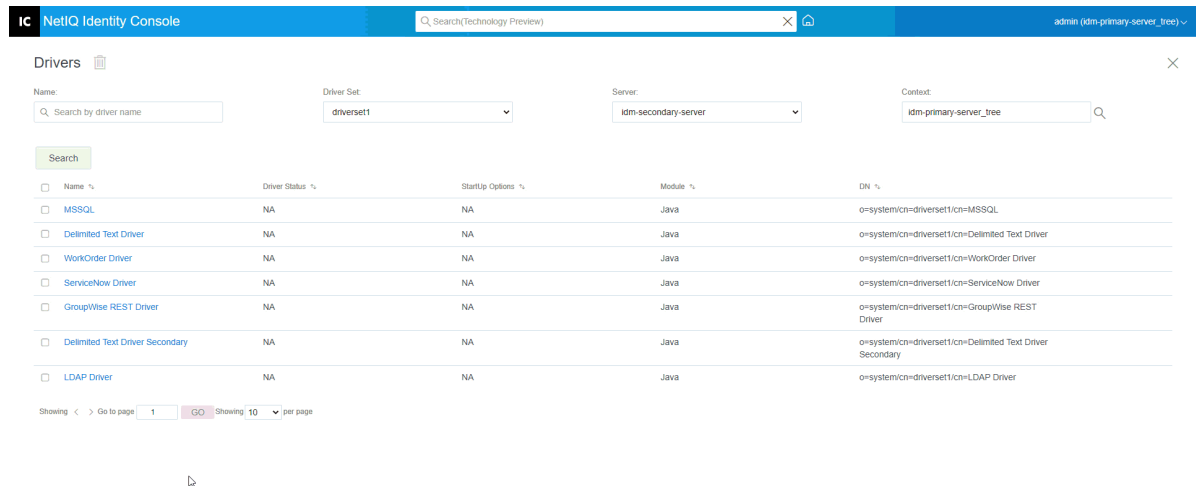 IC NetIQ Identity Console Search(Technology Preview) admin (idm-primary-server_tree)
Drivers
Name: Driver Set: Server: Context:
Search by driver name driverset1 idm-secondary-server idm-primary-server_tree
Search
Name Driver Status StartUp Options Module DN
MSSQL NA NA Java o=system/cn=driverset1/cn=MSSQL
Delimited Text Driver NA NA Java o=system/cn=driverset1/cn=Delimited Text Driver
WorkOrder Driver NA NA Java o=system/cn=driverset1/cn=WorkOrder Driver
ServiceNow Driver NA NA Java o=system/cn=driverset1/cn=ServiceNow Driver
GroupWise REST Driver NA NA Java o=system/cn=driverset1/cn=GroupWise REST
Driver
Delimited Text Driver Secondary NA NA Java o=system/cn=driverset1/cn=Delimited Text Driver
Secondary
LDAP Driver NA NA Java o=system/cn=driverset1/cn=LDAP Driver
Showing < > Go to page 1 GO Showing 10 per page